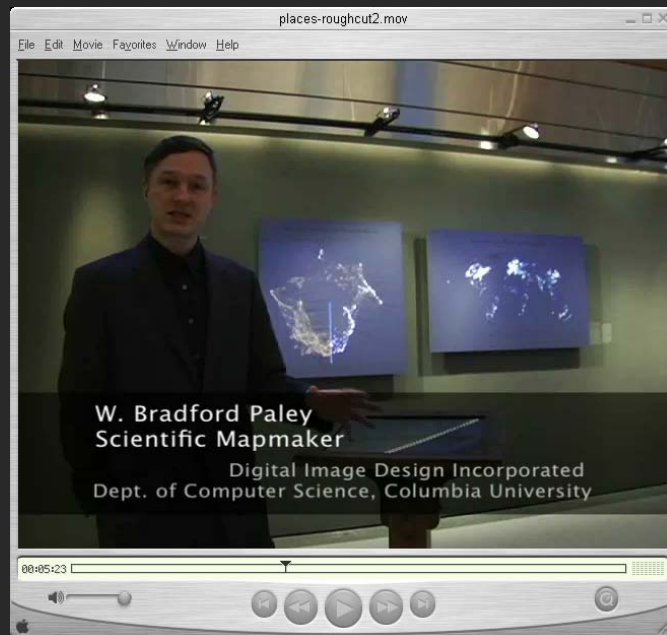 places-roughcut2.mov
File Edit Movie Favorites Window Help
W. Bradford Paley
Scientific Mapmaker
Digital Image Design Incorporated
Dept. of Computer Science, Columbia University
00:05:23